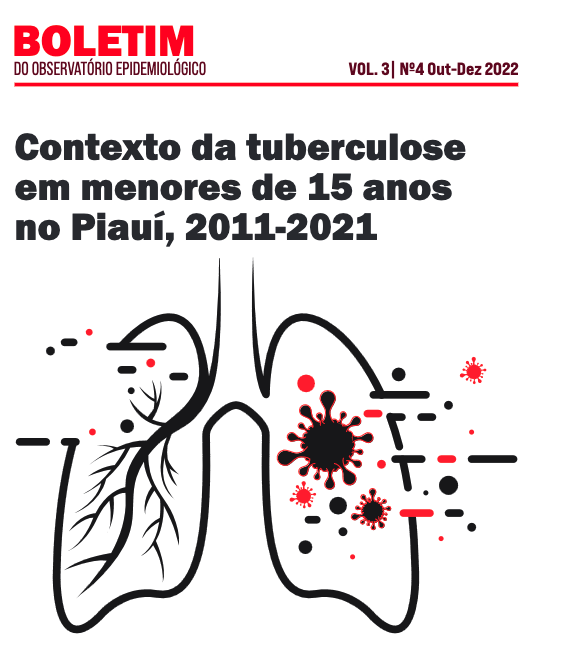 BOLETIM
DO OBSERVATÓRIO EPIDEMIOLÓGICO
VOL. 3| Nº4 Out-Dez 2022
Contexto da tuberculose
em menores de 15 anos
no Piauí, 2011-2021